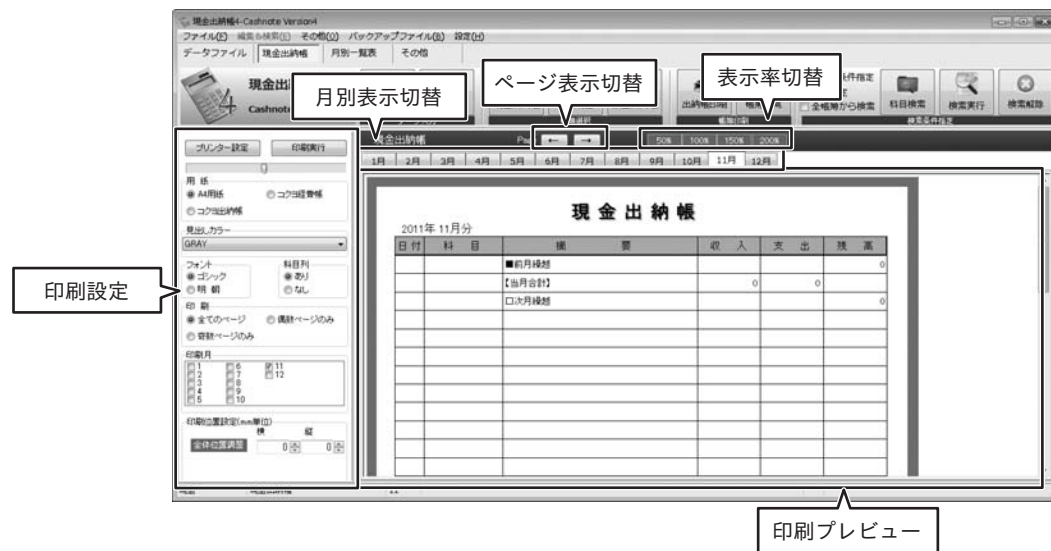 現金出納帳4-Cashnote Version4
ファイル(F) 編集&検索(E) その他(O) バックアップファイル(B) 設定(H)
データファイル 現金出納帳 月別一覧表 その他
月別表示切替
ページ表示切替
表示率切替
Cashnote
出納帳印刷
全帳簿から検索
科目検索 検索実行 検索解除
帳簿印刷 検索条件指定
現金出納帳 ← → 50% 100% 150% 200%
1月 2月 3月 4月 5月 6月 7月 8月 9月 10月 11月 12月
プリンター設定 印刷実行
用 紙
A4用紙 コクヨ経費帳
コクヨ出納帳
見出しカラー
GRAY
フォント 科目列
ゴシック あり
明 朝 なし
印 刷
全てのページ 偶数ページのみ
奇数ページのみ
印刷月
1 6 11
2 7 12
3 8
4 9
5 10
印刷位置設定(mm単位)
横 縦
全体位置調整 0 0
印刷設定
現金出納帳
2011年 11月分
日付 科 目 摘 要 収 入 支 出 残 高
■前月繰越 0
【当月合計】 0 0
□次月繰越 0
印刷プレビュー